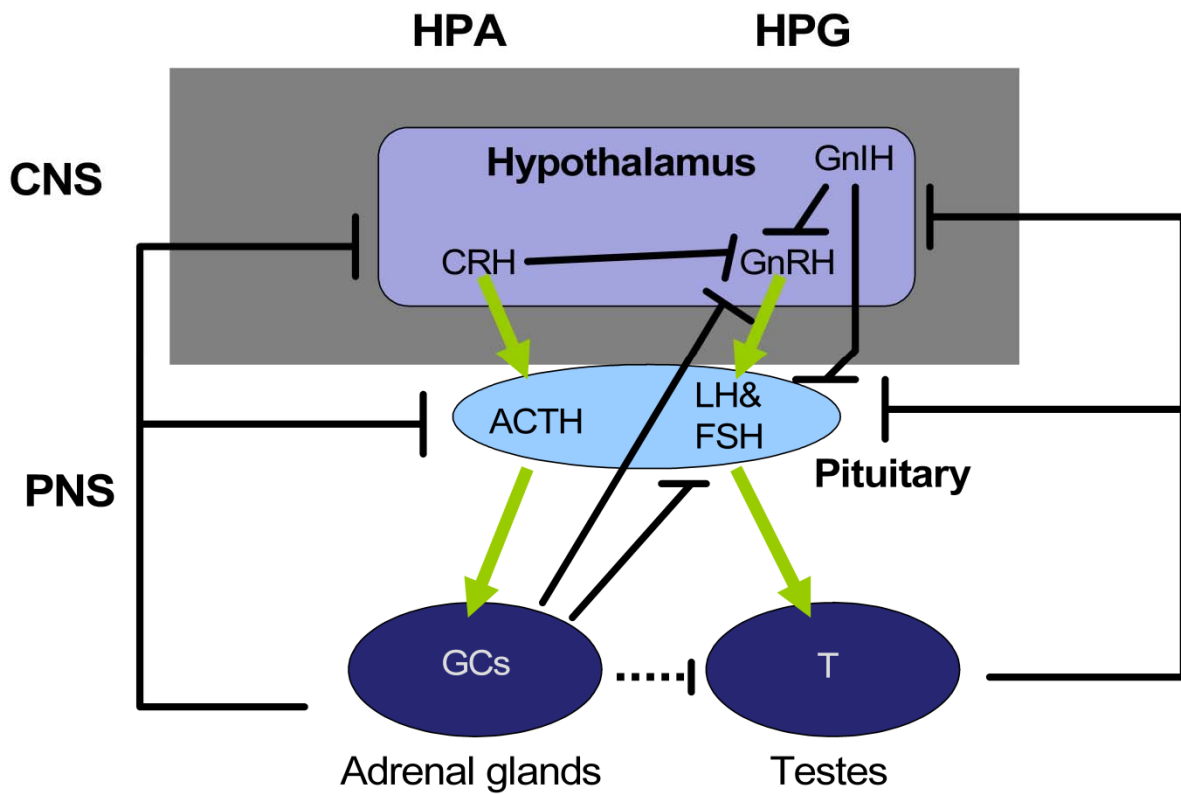 HPA
HPG
CNS
Hypothalamus
GnIH
CRH
GnRH
ACTH
LH&
FSH
Pituitary
PNS
GCs
T
Adrenal glands
Testes